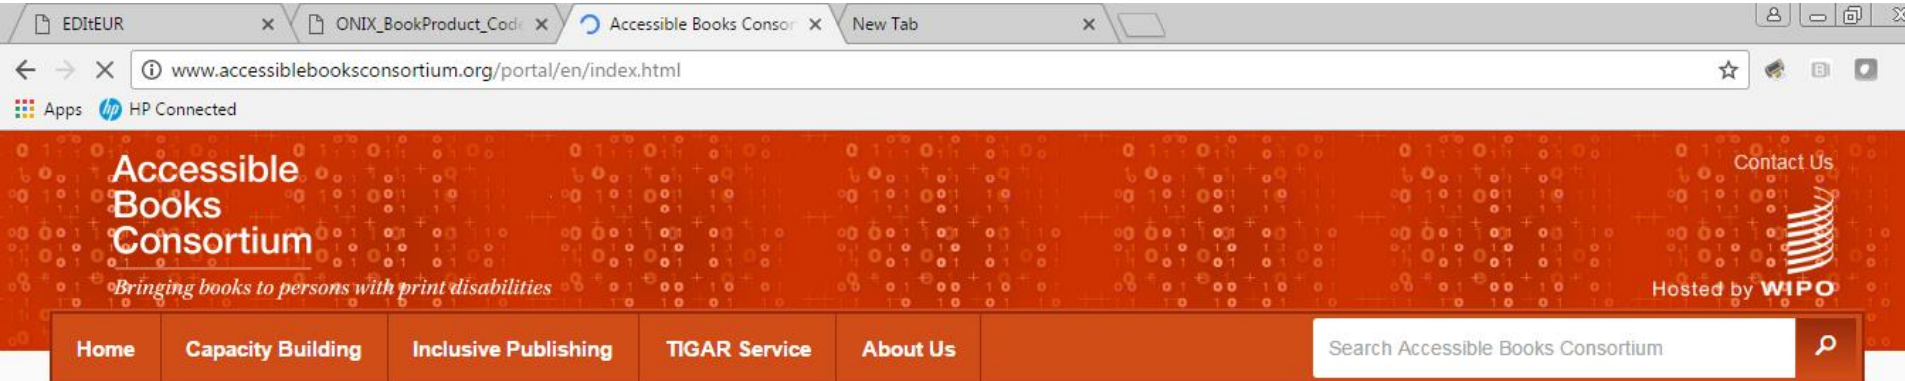 EDItEUR
ONIX_BookProduct_Code
Accessible Books Consor
New Tab
www.accessiblebooksconsortium.org/portal/en/index.html
Apps HP Connected
Accessible
Books
Consortium
Bringing books to persons with print disabilities
Contact Us
Hosted by WIPO
Home Capacity Building Inclusive Publishing TIGAR Service About Us
Search Accessible Books Consortium